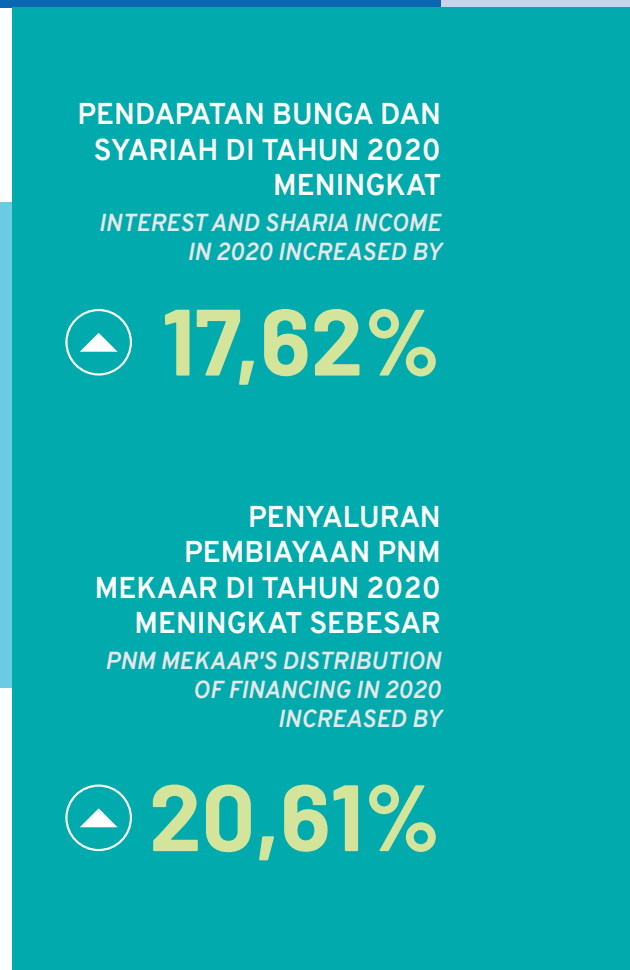 PENDAPATAN BUNGA DAN
SYARIAH DI TAHUN 2020
MENINGKAT
INTEREST AND SHARIA INCOME
IN 2020 INCREASED BY
17,62%
PENYALURAN
PEMBIAYAAN PNM
MEKAAR DI TAHUN 2020
MENINGKAT SEBESAR
PNM MEKAAR'S DISTRIBUTION
OF FINANCING IN 2020
INCREASED BY
20,61%